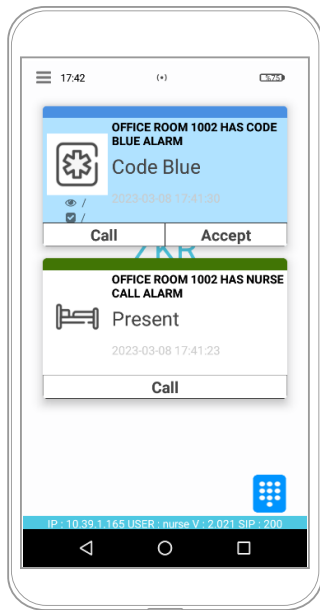 17:42
(•)
%75
OFFICE ROOM 1002 HAS CODE
BLUE ALARM
Code Blue
2023-03-08 17:41:30
/
/
Call Accept
OFFICE ROOM 1002 HAS NURSE
CALL ALARM
Present
2023-03-08 17:41:23
Call
IP : 10.39.1.165 USER : nurse V : 2.021 SIP : 200